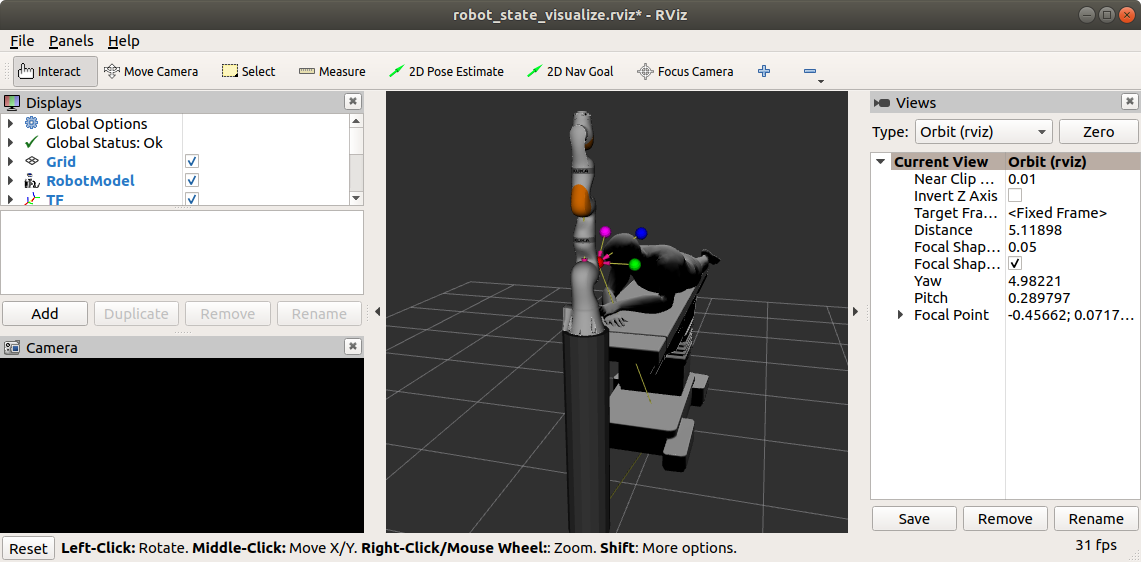 robot_state_visualize.rviz* - RViz
File Panels Help
Interact Move Camera Select Measure 2D Pose Estimate 2D Nav Goal Focus Camera
Displays
Global Options
Global Status: Ok
Grid
RobotModel
TF
Add Duplicate Remove Rename
Camera
KUKA
KUKA
Views
Type: Orbit (rviz) Zero
Current View Orbit (rviz)
Near Clip ... 0.01
Invert Z Axis
Target Fra... <Fixed Frame>
Distance 5.11898
Focal Shap... 0.05
Focal Shap...
Yaw 4.98221
Pitch 0.289797
Focal Point -0.45662; 0.0717...
Save Remove Rename
Reset Left-Click: Rotate. Middle-Click: Move X/Y. Right-Click/Mouse Wheel:: Zoom. Shift: More options. 31 fps